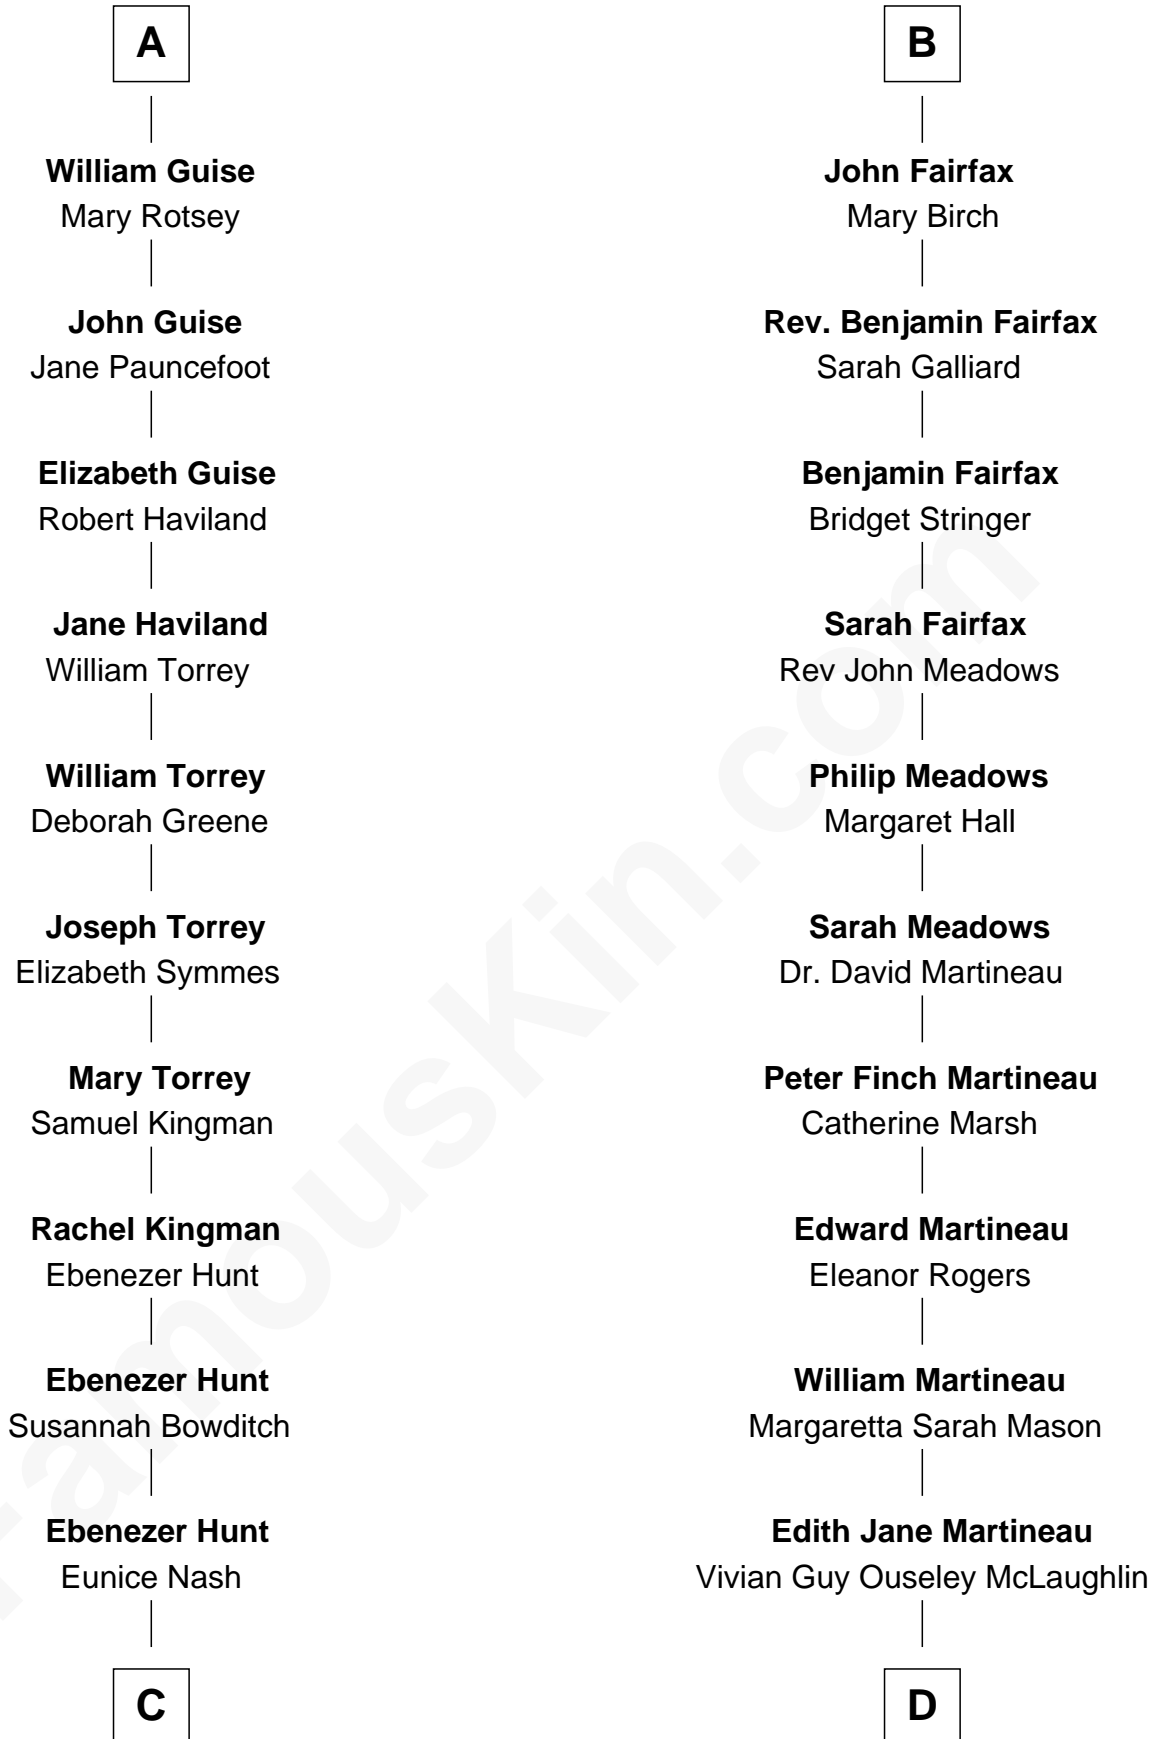 A
William Guise
Mary Rotsey
John Guise
Jane Pauncefoot
Elizabeth Guise
Robert Haviland
Jane Haviland
William Torrey
William Torrey
Deborah Greene
Joseph Torrey
Elizabeth Symmes
Mary Torrey
Samuel Kingman
Rachel Kingman
Ebenezer Hunt
Ebenezer Hunt
Susannah Bowditch
Ebenezer Hunt
Eunice Nash
C
B
John Fairfax
Mary Birch
Rev. Benjamin Fairfax
Sarah Galliard
Benjamin Fairfax
Bridget Stringer
Sarah Fairfax
Rev John Meadows
Philip Meadows
Margaret Hall
Sarah Meadows
Dr. David Martineau
Peter Finch Martineau
Catherine Marsh
Edward Martineau
Eleanor Rogers
William Martineau
Margaretta Sarah Mason
Edith Jane Martineau
Vivian Guy Ouseley McLaughlin
D
FamousKin.com